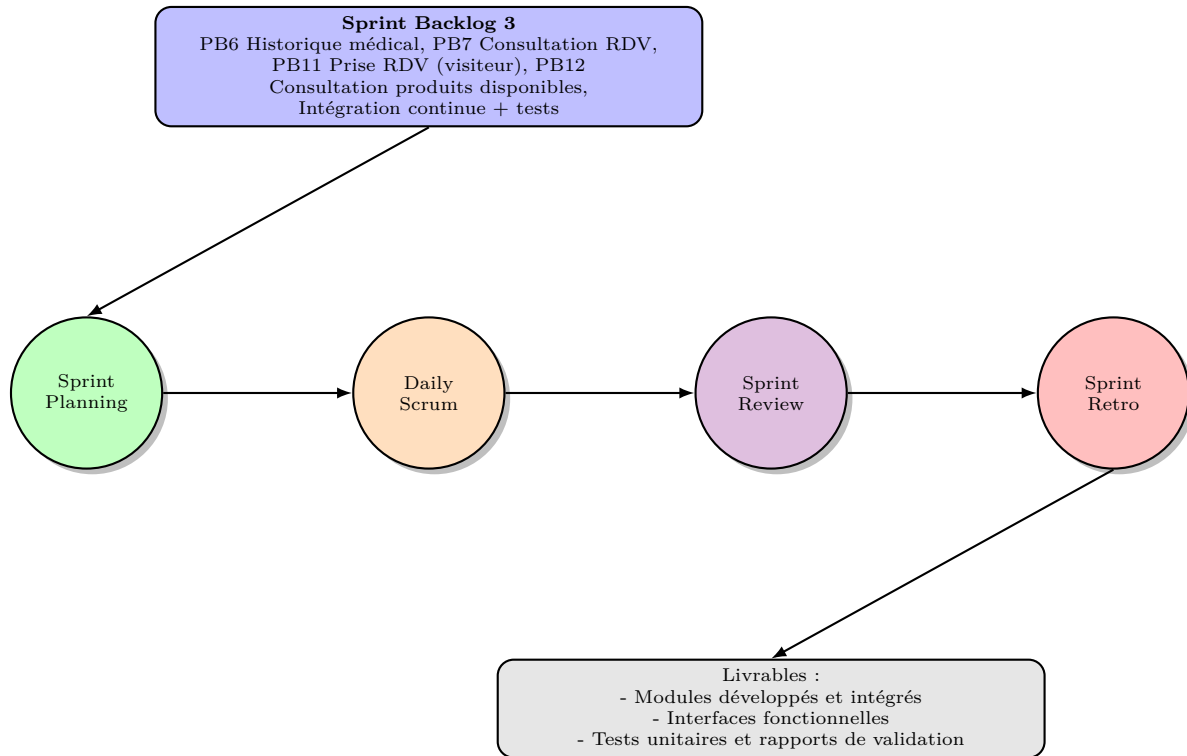 Sprint Backlog 3
PB6 Historique médical, PB7 Consultation RDV,
PB11 Prise RDV (visiteur), PB12
Consultation produits disponibles,
Intégration continue + tests
Sprint
Planning
Daily
Scrum
Sprint
Review
Sprint
Retro
Livrables :
- Modules développés et intégrés
- Interfaces fonctionnelles
- Tests unitaires et rapports de validation